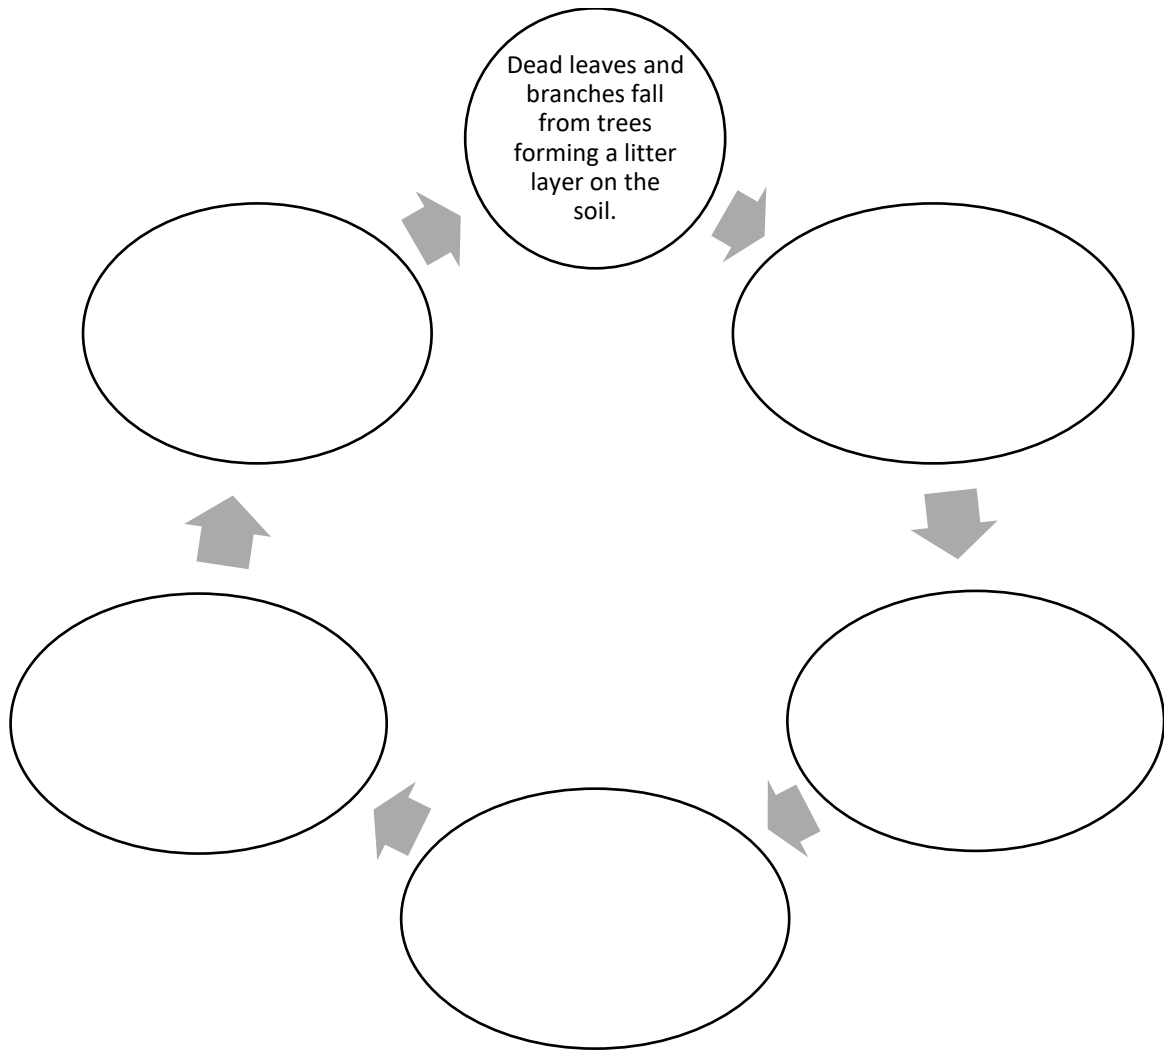 Dead leaves and
branches fall
from trees
forming a litter
layer on the
soil.